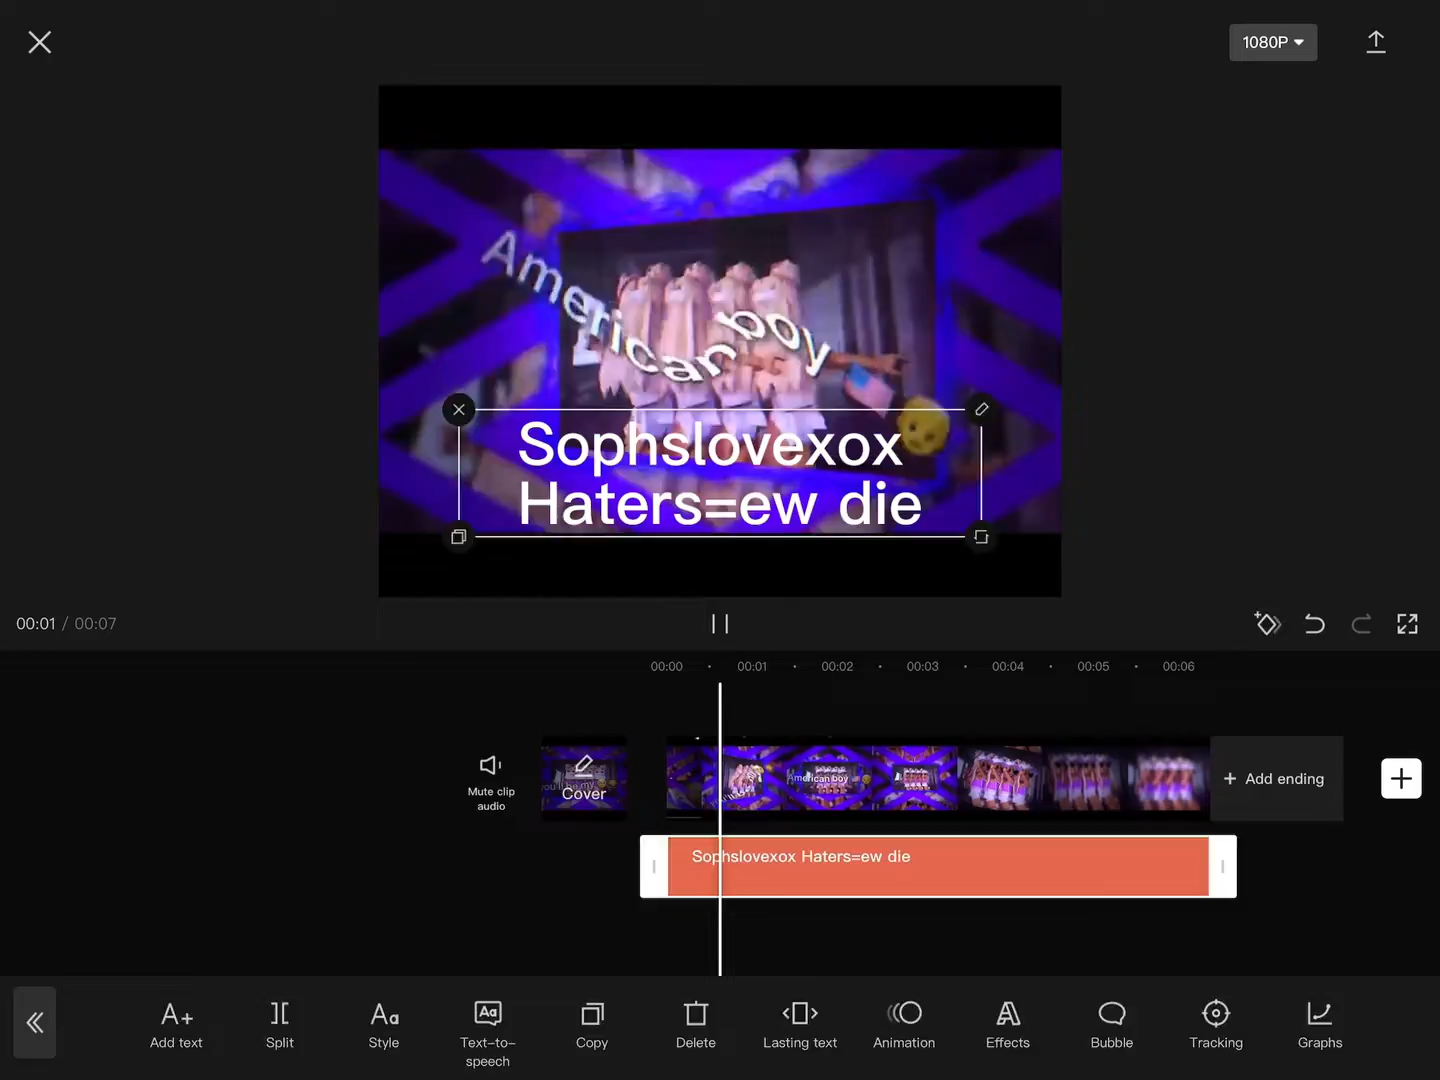 1080P
American boy
Sophslovexox
Haters=ew die
00:01 / 00:07
00:00 00:01 00:02 00:03 00:04 00:05 00:06
Mute clip
audio
Cover
American boy
+ Add ending
Sophslovexox Haters=ew die
Add text
Split
Style
Text-to-
speech
Copy
Delete
Lasting text
Animation
Effects
Bubble
Tracking
Graphs